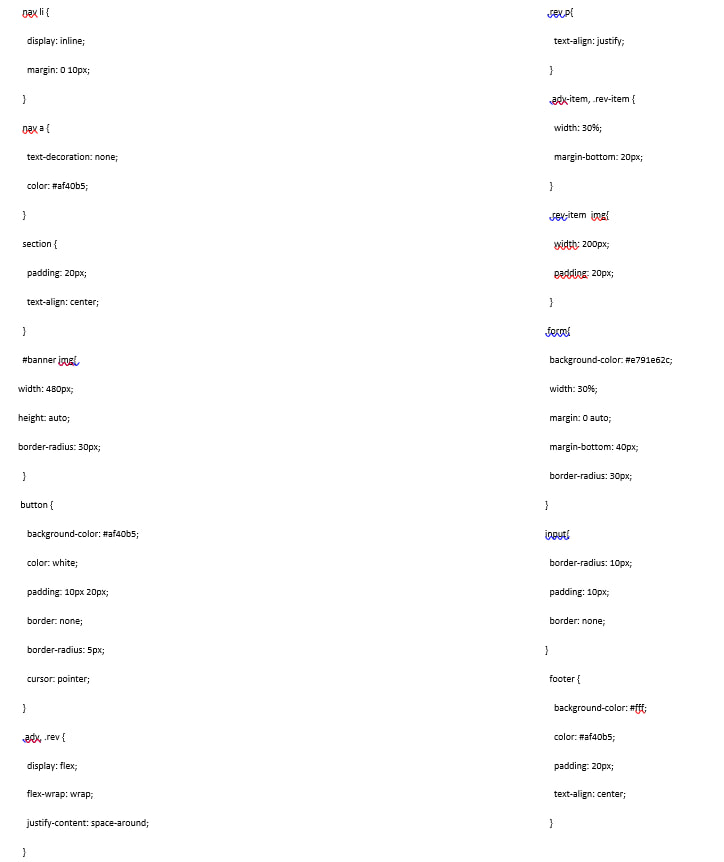 nav li {
display: inline;
margin: 0 10px;
}
nav a {
text-decoration: none;
color: #af40b5;
}
section {
padding: 20px;
text-align: center;
}
#banner img{
width: 480px;
height: auto;
border-radius: 30px;
}
button {
background-color: #af40b5;
color: white;
padding: 10px 20px;
border: none;
border-radius: 5px;
cursor: pointer;
}
.adv, .rev {
display: flex;
flex-wrap: wrap;
justify-content: space-around;
}
.rev p{
text-align: justify;
}
.adv-item, .rev-item {
width: 30%;
margin-bottom: 20px;
}
.rev-item img{
width: 200px;
padding: 20px;
}
.form{
background-color: #e791e62c;
width: 30%;
margin: 0 auto;
margin-bottom: 40px;
border-radius: 30px;
}
input{
border-radius: 10px;
padding: 10px;
border: none;
}
footer {
background-color: #fff;
color: #af40b5;
padding: 20px;
text-align: center;
}